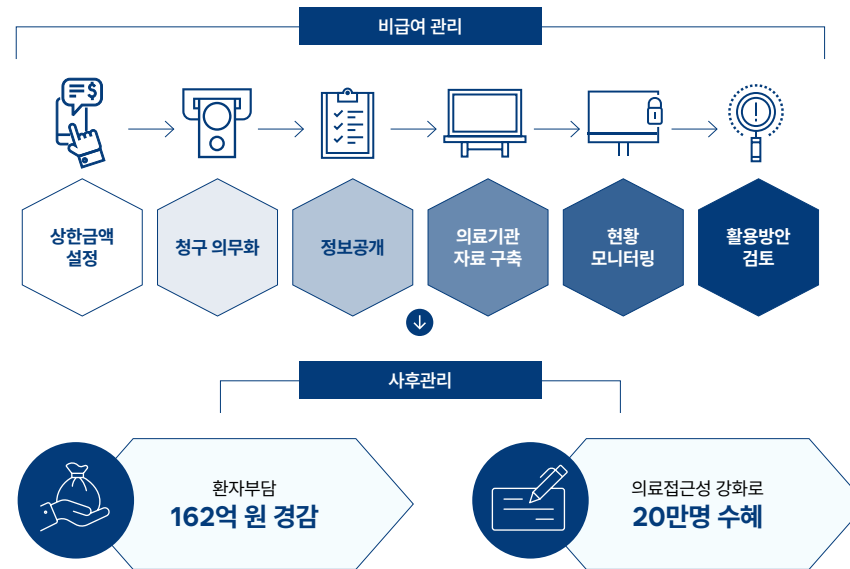 비급여 관리
$
상한금액
설정
청구 의무화
정보공개
의료기관
자료 구축
현황
모니터링
활용방안
검토
사후관리
환자부담
162억 원 경감
의료접근성 강화로
20만명 수혜